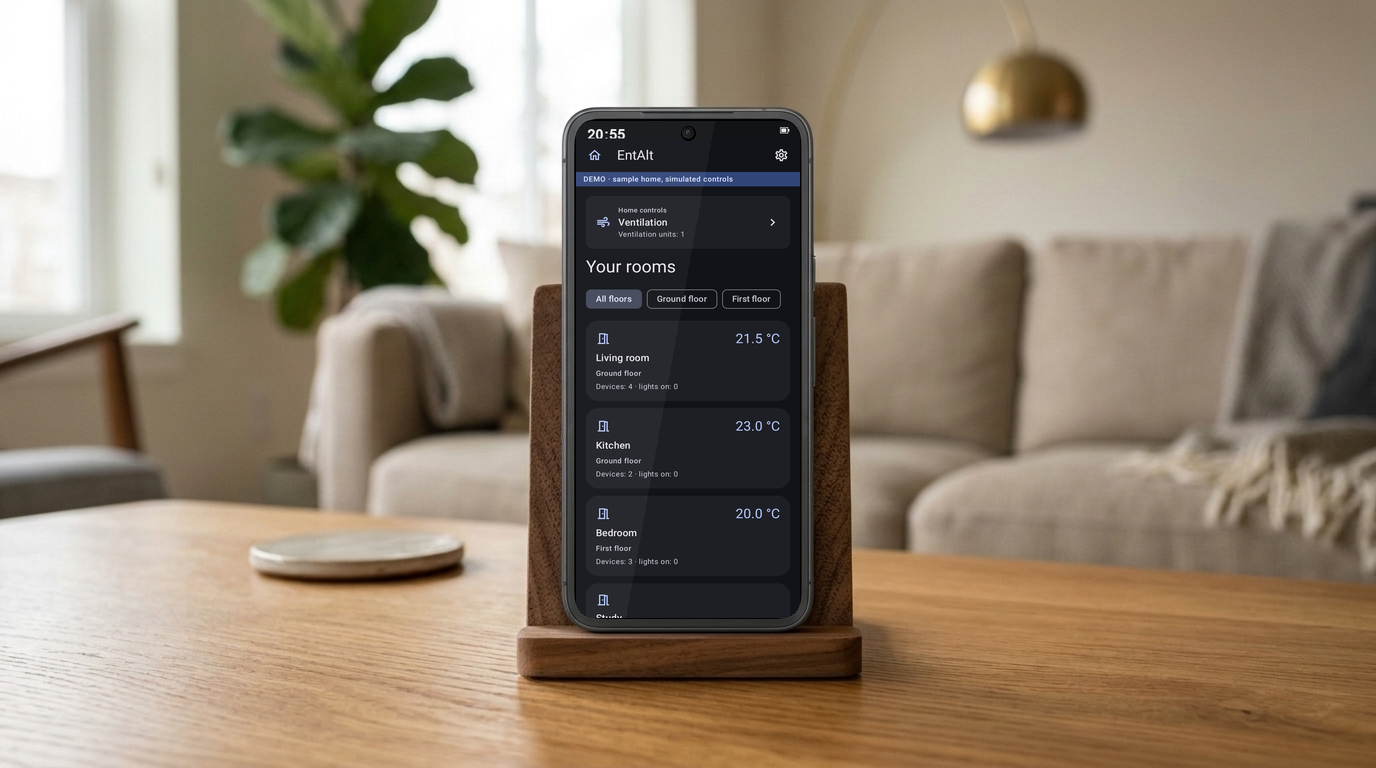 20:55
EntAlt
DEMO · sample home, simulated controls
Home controls
Ventilation
Ventilation units: 1
Your rooms
All floors
Ground floor
First floor
21.5 °C
Living room
Ground floor
Devices: 4 · lights on: 0
23.0 °C
Kitchen
Ground floor
Devices: 2 · lights on: 0
20.0 °C
Bedroom
First floor
Devices: 3 · lights on: 0
Study